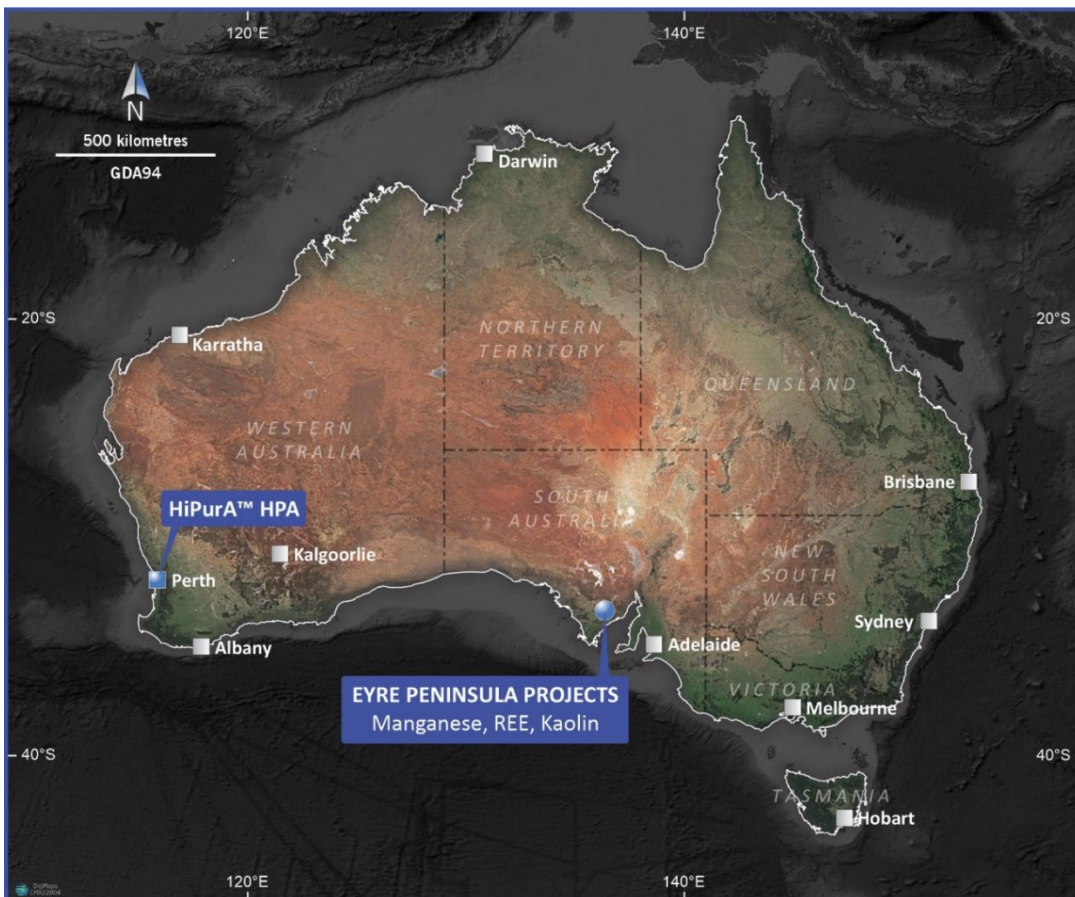 120°E
140°E
N
500 kilometres
GDA94
Darwin
20°S
20°S
Karratha
NORTHERN
TERRITORY
QUEENSLAND
WESTERN
AUSTRALIA
Brisbane
SOUTH
AUSTRALIA
HiPurA™ HPA
Kalgoorlie
NEW
SOUTH
WALES
Perth
Sydney
Albany
Adelaide
EYRE PENINSULA PROJECTS
Manganese, REE, Kaolin
VICTORIA
Melbourne
40°S
40°S
TASMANIA
Hobart
120°E
140°E
DigiMaps